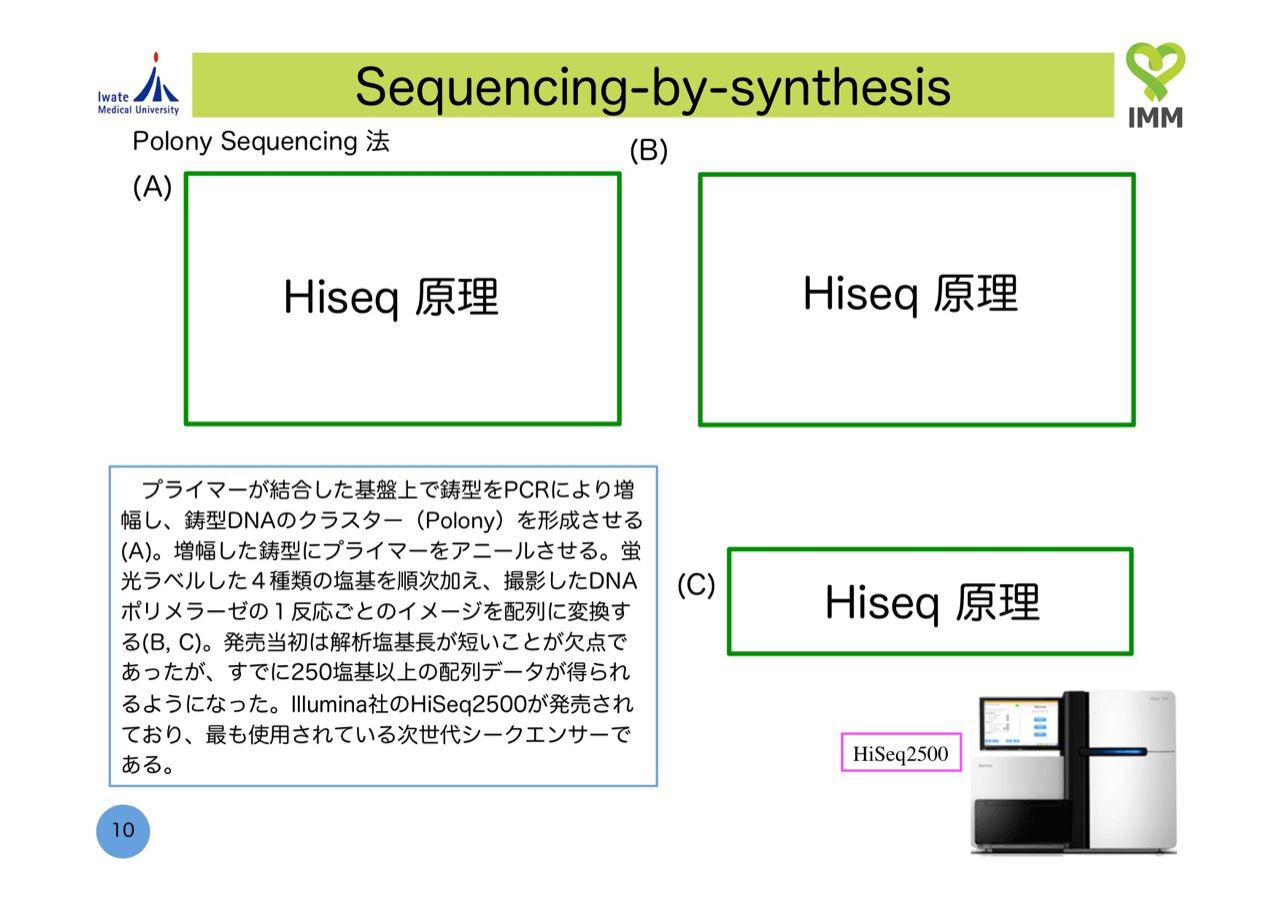 Iwate
Medical University
Sequencing-by-synthesis
IMM
Polony Sequencing 法
(A)
Hiseq 原理
(B)
Hiseq 原理
プライマーが結合した基盤上で鋳型をPCRにより増
幅し、鋳型DNAのクラスター（Polony）を形成させる
(A)。増幅した鋳型にプライマーをアニールさせる。蛍
光ラベルした４種類の塩基を順次加え、撮影したDNA
ポリメラーゼの１反応ごとのイメージを配列に変換す
る(B, C)。発売当初は解析塩基長が短いことが欠点で
あったが、すでに250塩基以上の配列データが得られ
るようになった。Illumina社のHiSeq2500が発売され
ており、最も使用されている次世代シークエンサーで
ある。
(C)
Hiseq 原理
HiSeq2500
10